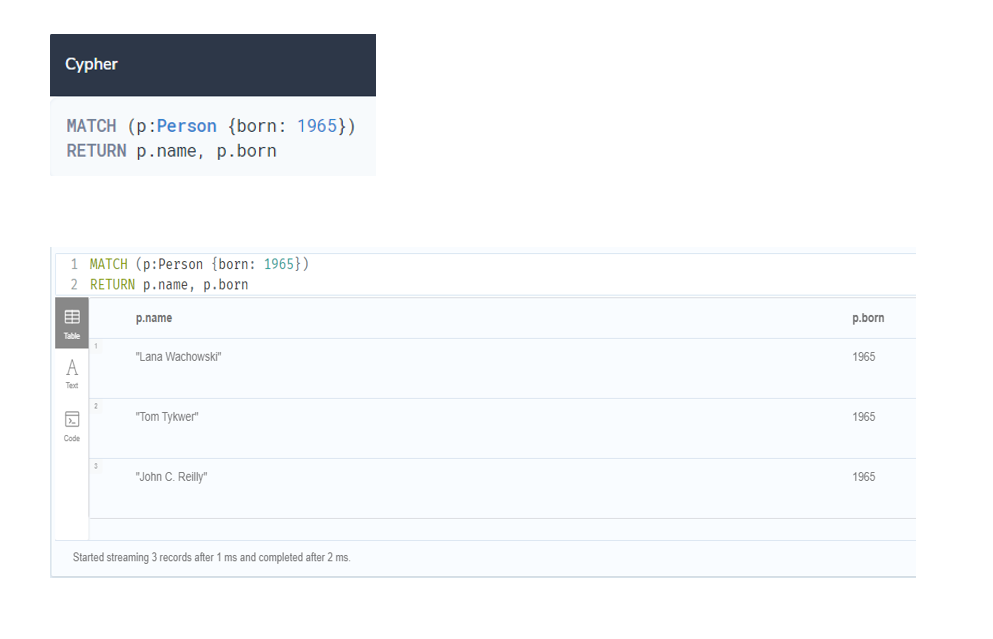 Cypher
MATCH (p:Person {born: 1965})
RETURN p.name, p.born
1 MATCH (p:Person {born: 1965})
2 RETURN p.name, p.born
Table
p.name p.born
1
"Lana Wachowski" 1965
A
Text
2
"Tom Tykwer" 1965
Code
3
"John C. Reilly" 1965
Started streaming 3 records after 1 ms and completed after 2 ms.